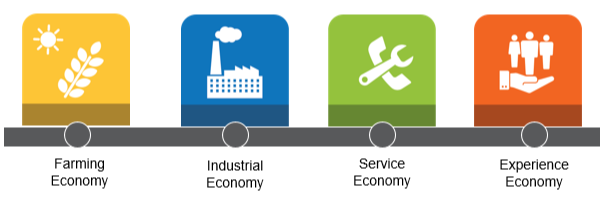 Farming
Economy
Industrial
Economy
Service
Economy
Experience
Economy